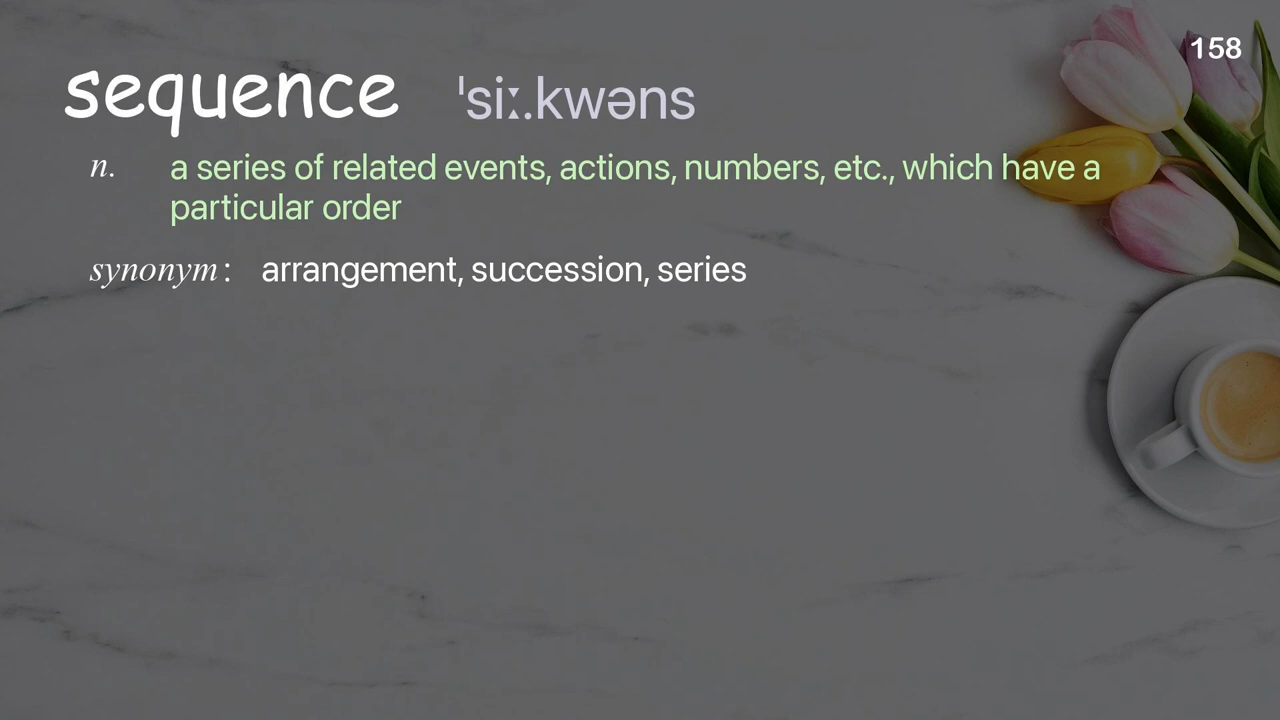 158
sequence ˈsiː.kwəns
n. a series of related events, actions, numbers, etc., which have a
particular order
synonym: arrangement, succession, series